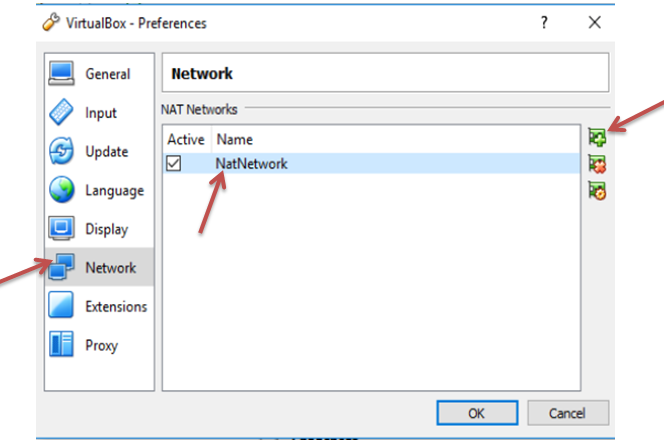 VirtualBox - Preferences ?
General
Network
Input
NAT Networks
Update
Active Name
NatNetwork
Language
Display
Network
Extensions
Proxy
OK Cancel